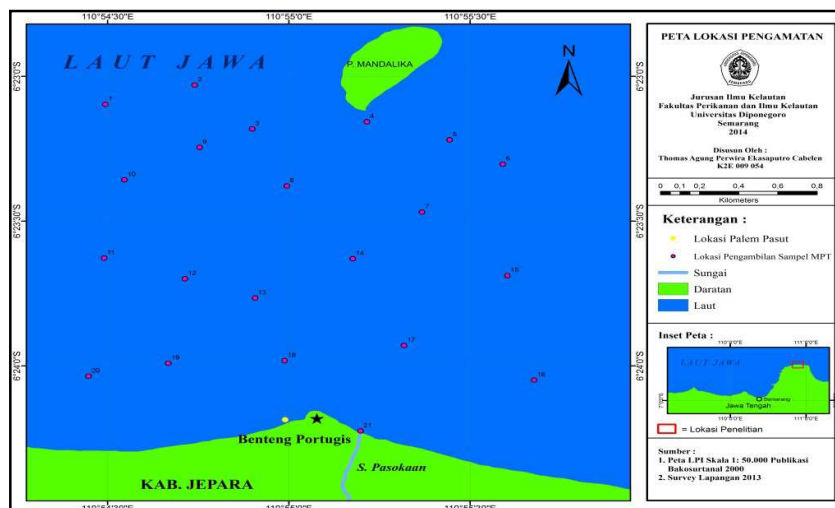 110°54'30"E 110°55'0"E 110°55'30"E
6°23'0"S
6°23'30"S
6°24'0"S
LAUT JAWA
P. MANDALIKA
N
1
2
3
4
5
6
7
8
9
10
11
12
13
14
15
16
17
18
19
20
21
Benteng Portugis
S. Pasokaan
KAB. JEPARA
PETA LOKASI PENGAMATAN
Jurusan Ilmu Kelautan
Fakultas Perikanan dan Ilmu Kelautan
Universitas Diponegoro
Semarang
2014
Disusun Oleh :
Thomas Agung Perwira Ekasaputro Cabelen
K2E 009 054
0 0,1 0,2 0,4 0,6 0,8
Kilometers
Keterangan :
Lokasi Palem Pasut
Lokasi Pengambilan Sampel MPT
Sungai
Daratan
Laut
Inset Peta :
110°0'0"E 111°0'0"E
LAUT JAWA
Semarang
Jawa Tengah
= Lokasi Penelitian
Sumber :
1. Peta LPI Skala 1: 50.000 Publikasi
Bakosurtanal 2000
2. Survey Lapangan 2013